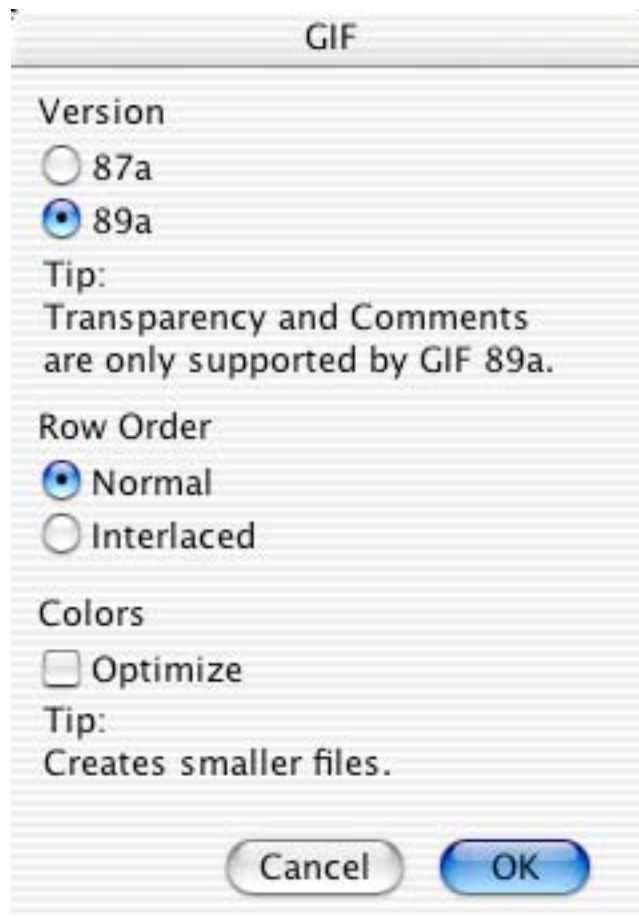 GIF
Version
87a
89a
Tip:
Transparency and Comments
are only supported by GIF 89a.
Row Order
Normal
Interlaced
Colors
Optimize
Tip:
Creates smaller files.
Cancel OK